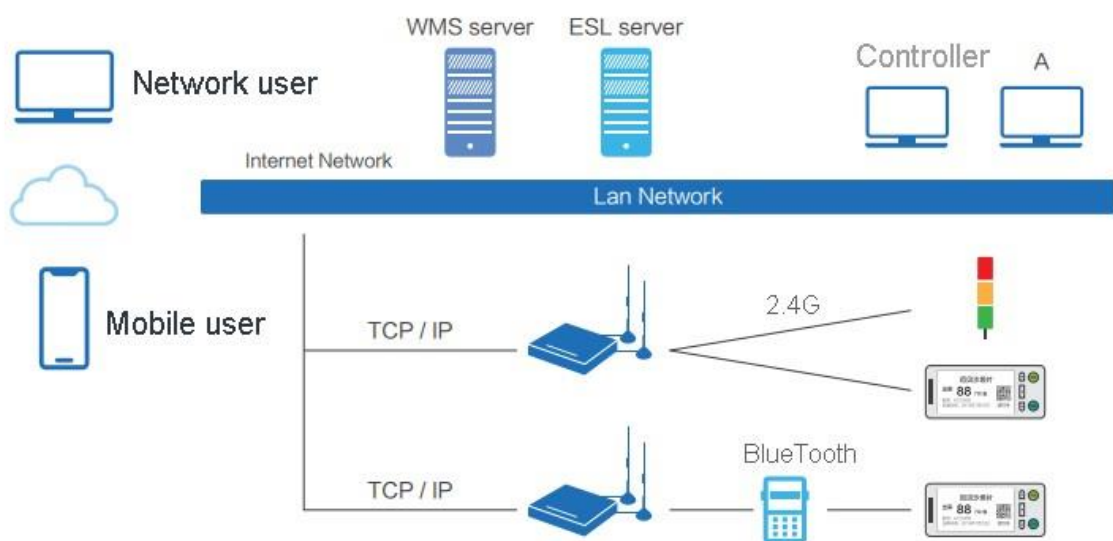 WMS server
ESL server
Controller
A
Network user
Internet Network
Lan Network
Mobile user
TCP / IP
2.4G
88
TCP / IP
BlueTooth
88